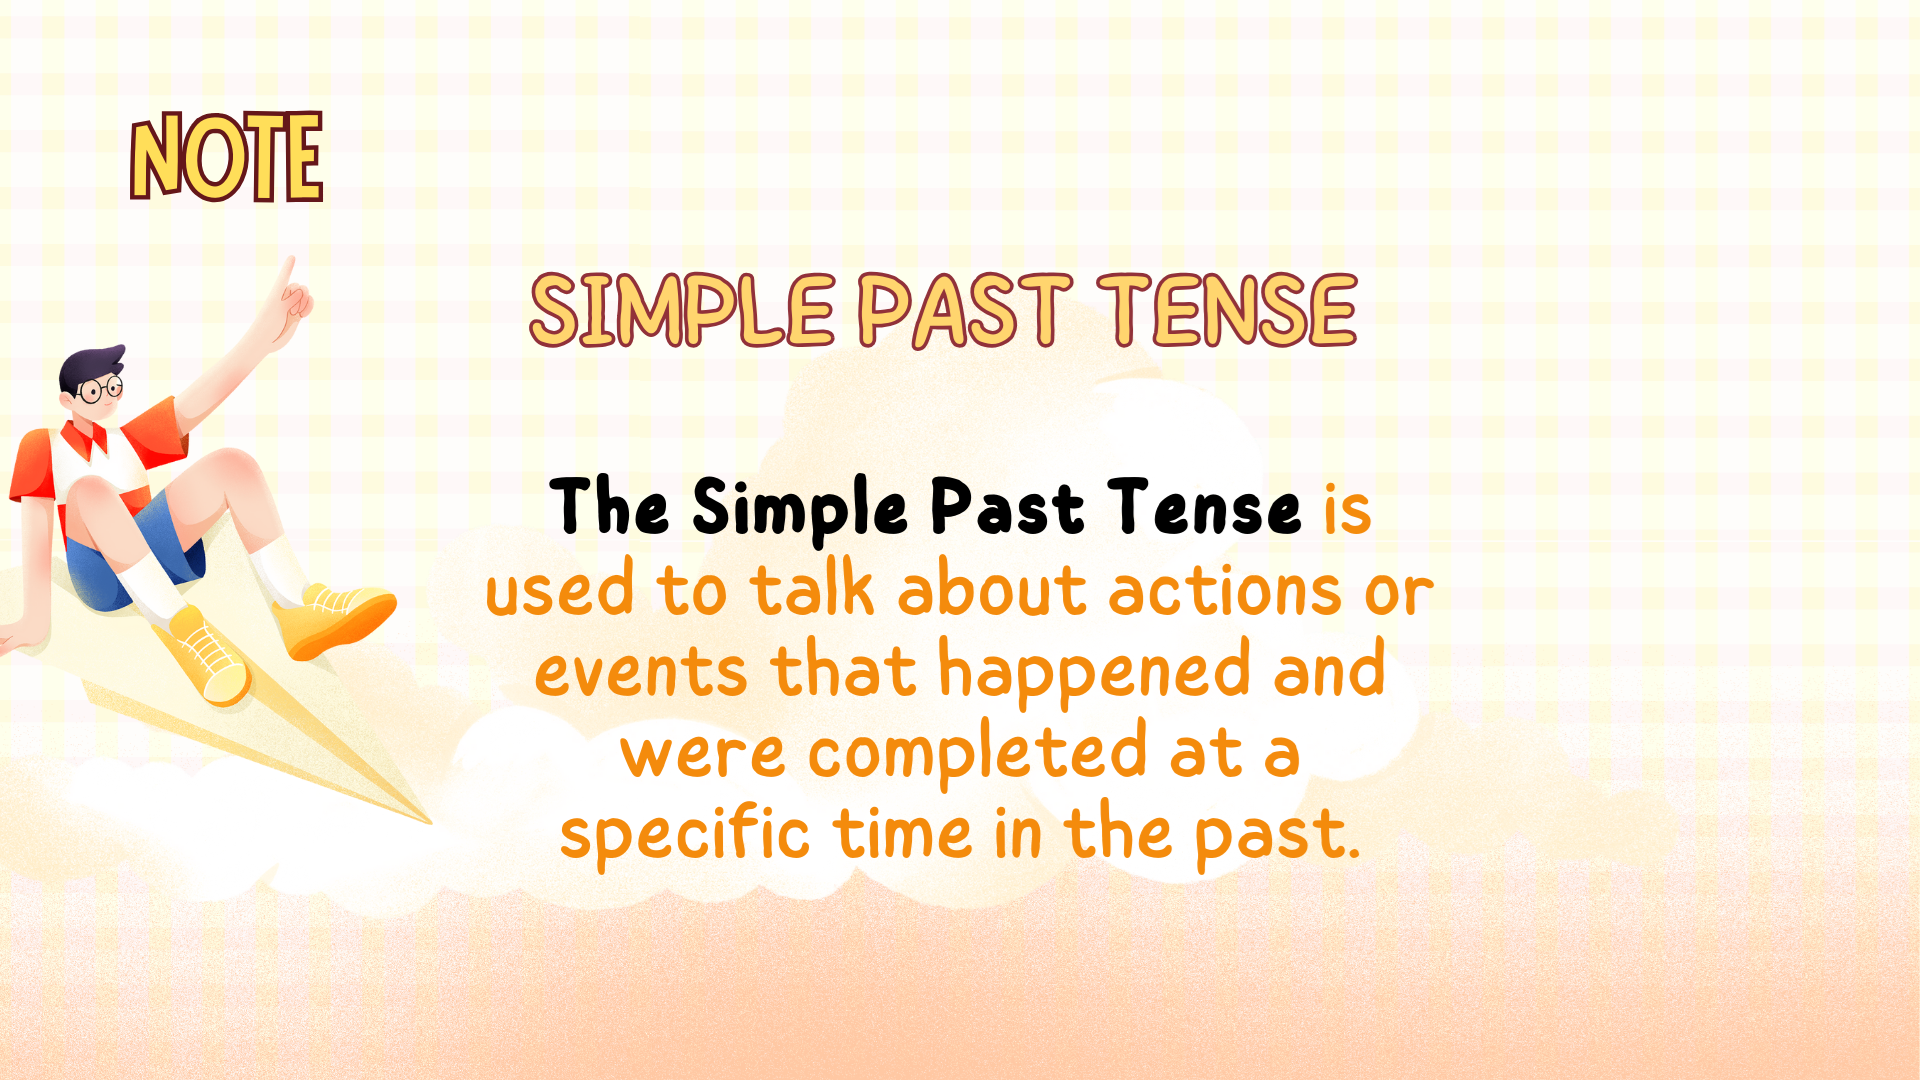 NOTE
SIMPLE PAST TENSE
The Simple Past Tense is
used to talk about actions or
events that happened and
were completed at a
specific time in the past.